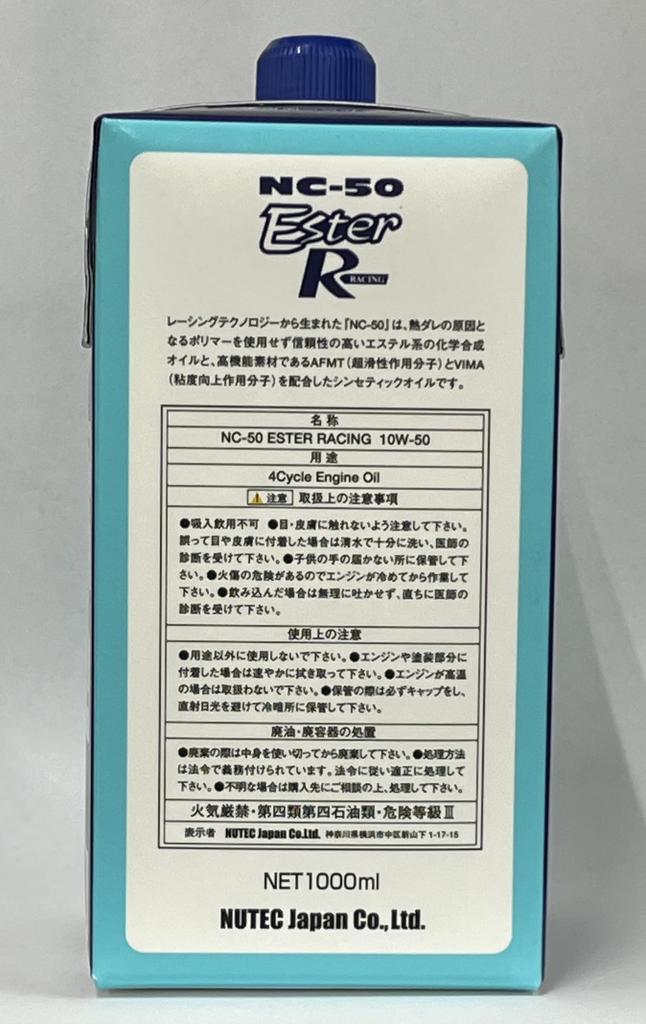 NC-50
Ester
R RACING
レーシングテクノロジーから生まれた「NC-50」は、熱ダレの原因と
なるポリマーを使用せず信頼性の高いエステル系の化学合成
オイルと、高機能素材であるAFMT（超滑性作用分子）とVIMA
（粘度向上作用分子）を配合したシンセティックオイルです。
名 称
NC-50 ESTER RACING 10W-50
用 途
4Cycle Engine Oil
注意 取扱上の注意事項
●吸入飲用不可 ●目・皮膚に触れないよう注意して下さい。
誤って目や皮膚に付着した場合は清水で十分に洗い、医師の
診断を受けて下さい。●子供の手の届かない所に保管して下
さい。●火傷の危険があるのでエンジンが冷めてから作業して
下さい。●飲み込んだ場合は無理に吐かせず、直ちに医師の
診断を受けて下さい。
使用上の注意
●用途以外に使用しないで下さい。●エンジンや塗装部分に
付着した場合は速やかに拭き取って下さい。●エンジンが高温
の場合は取扱わないで下さい。●保管の際は必ずキャップをし、
直射日光を避けて冷暗所に保管して下さい。
廃油・廃容器の処置
●廃棄の際は中身を使い切ってから廃棄して下さい。●処理方法
は法令で義務付けられています。法令に従い適正に処理して
下さい。●不明な場合は購入先にご相談の上、処理して下さい。
火気厳禁・第四類第四石油類・危険等級Ⅲ
表示者 NUTEC Japan Co.Ltd. 神奈川県横浜市中区新山下1-17-15
NET1000ml
NUTEC Japan Co., Ltd.